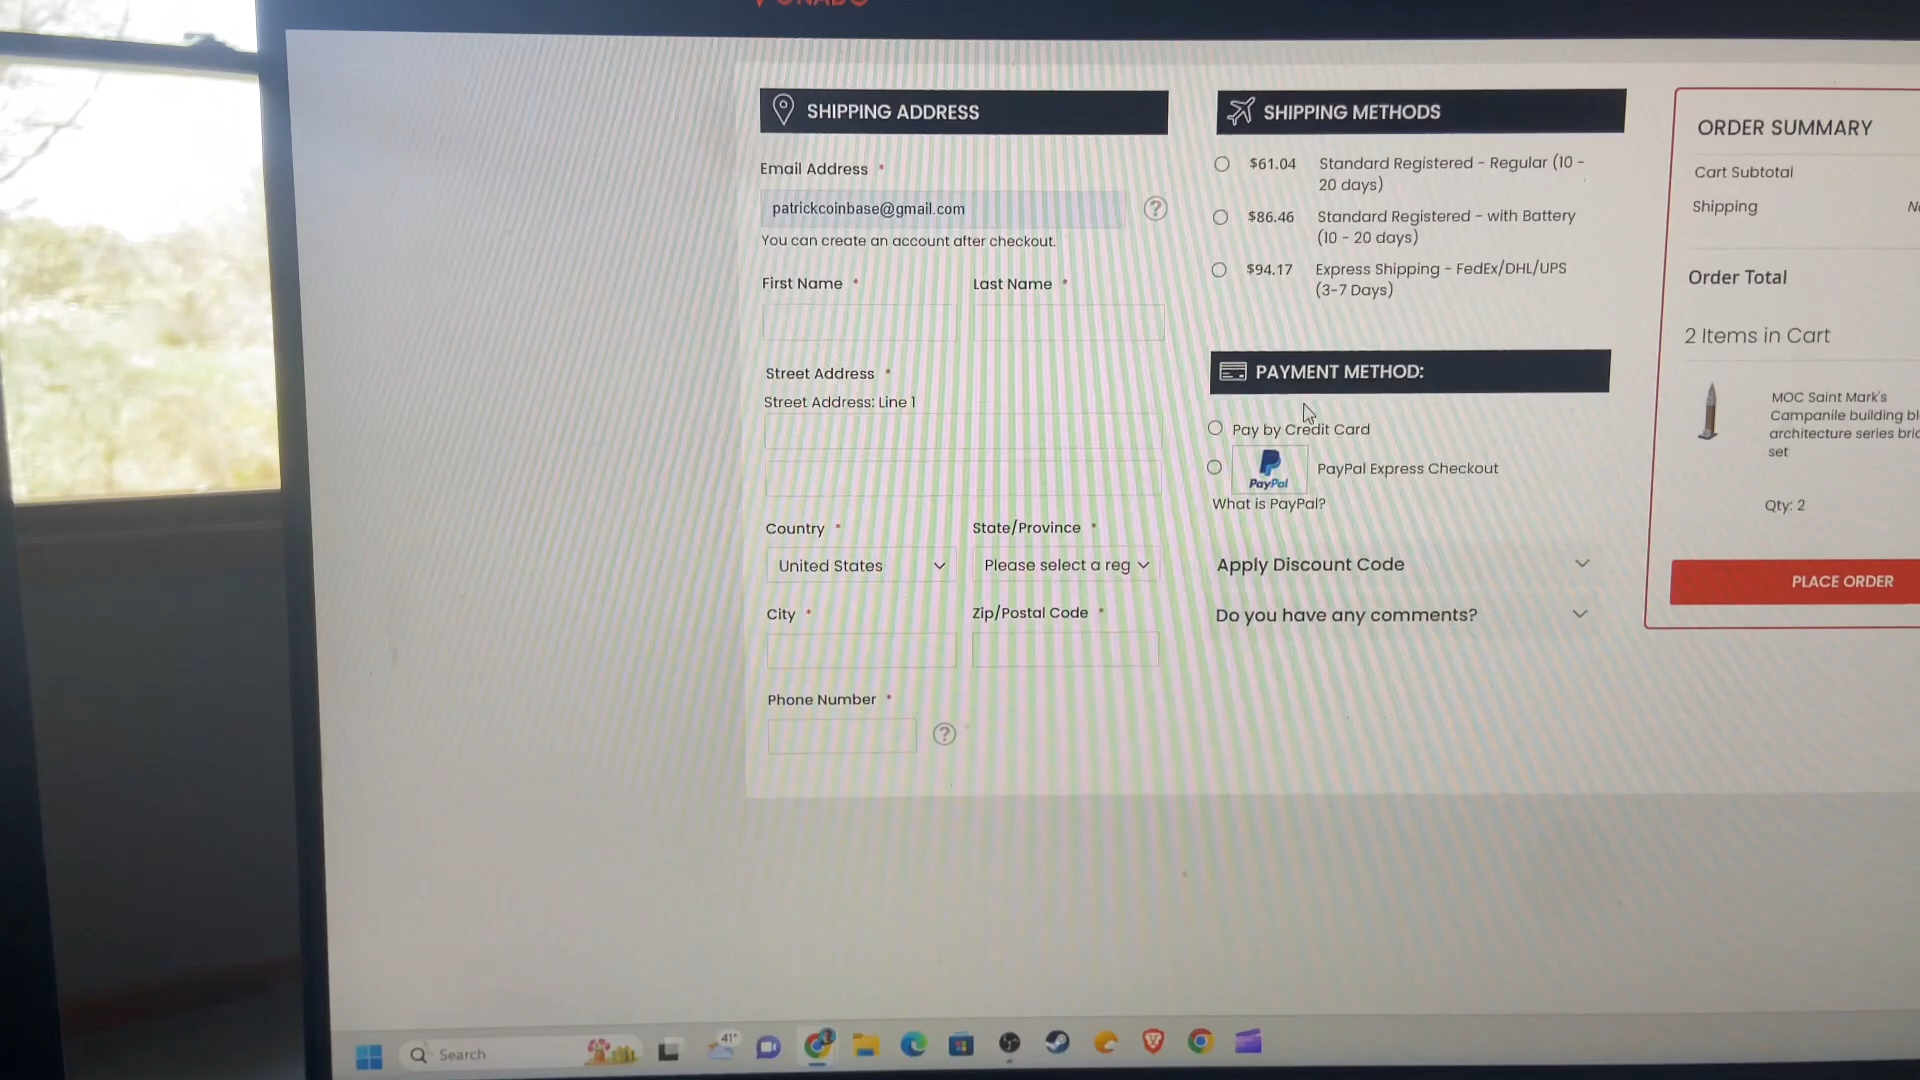 SHIPPING ADDRESS
Email Address *
patrickcoinbase@gmail.com
?
You can create an account after checkout.
First Name *
Last Name *
Street Address *
Street Address: Line 1
Country *
State/Province *
United States
Please select a reg
City *
Zip/Postal Code *
Phone Number *
?
SHIPPING METHODS
$61.04 Standard Registered - Regular (10 -
20 days)
$86.46 Standard Registered - with Battery
(10 - 20 days)
$94.17 Express Shipping - FedEx/DHL/UPS
(3-7 Days)
PAYMENT METHOD:
Pay by Credit Card
PayPal
PayPal Express Checkout
What is PayPal?
Apply Discount Code
Do you have any comments?
ORDER SUMMARY
Cart Subtotal
Shipping
Order Total
2 Items in Cart
MOC Saint Mark's
Campanile building bl
architecture series bric
set
Qty: 2
PLACE ORDER
Search
41°